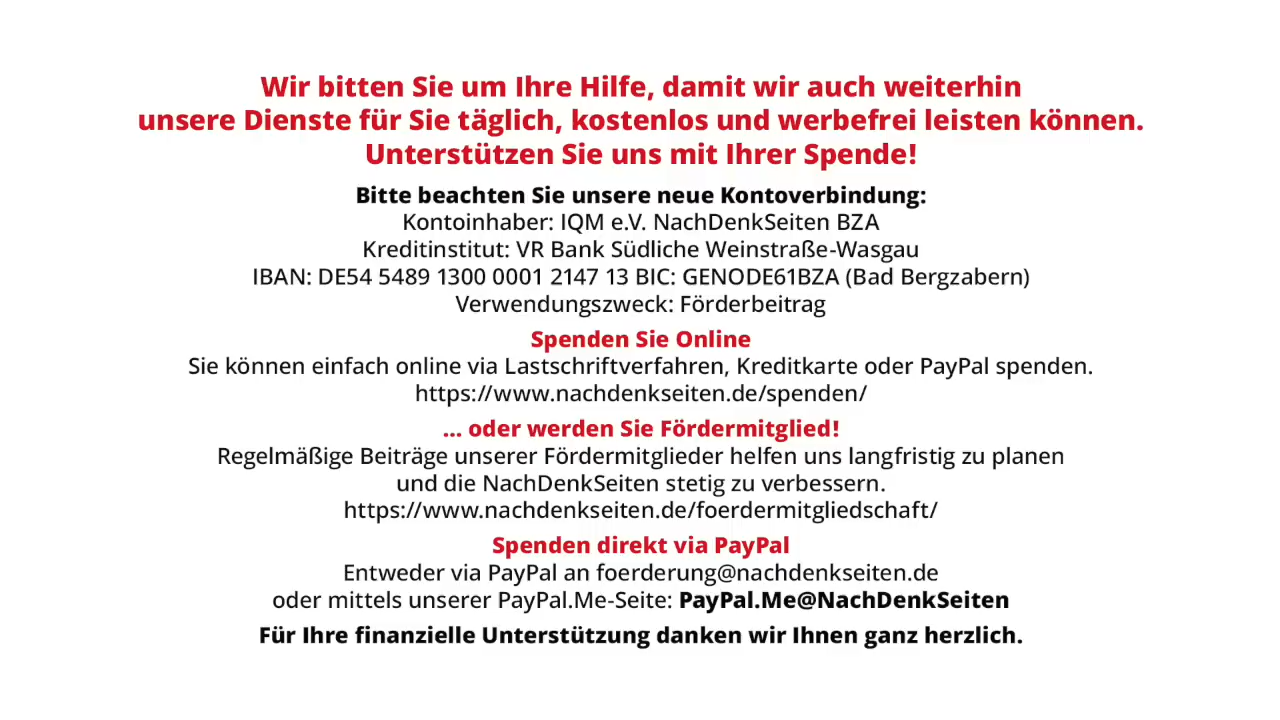 Wir bitten Sie um Ihre Hilfe, damit wir auch weiterhin
unsere Dienste für Sie täglich, kostenlos und werbefrei leisten können.
Unterstützen Sie uns mit Ihrer Spende!
Bitte beachten Sie unsere neue Kontoverbindung:
Kontoinhaber: IQM e.V. NachDenkSeiten BZA
Kreditinstitut: VR Bank Südliche Weinstraße-Wasgau
IBAN: DE54 5489 1300 0001 2147 13 BIC: GENODE61BZA (Bad Bergzabern)
Verwendungszweck: Förderbeitrag
Spenden Sie Online
Sie können einfach online via Lastschriftverfahren, Kreditkarte oder PayPal spenden.
https://www.nachdenkseiten.de/spenden/
... oder werden Sie Fördermitglied!
Regelmäßige Beiträge unserer Fördermitglieder helfen uns langfristig zu planen
und die NachDenkSeiten stetig zu verbessern.
https://www.nachdenkseiten.de/foerdermitgliedschaft/
Spenden direkt via PayPal
Entweder via PayPal an foerderung@nachdenkseiten.de
oder mittels unserer PayPal.Me-Seite: PayPal.Me@NachDenkSeiten
Für Ihre finanzielle Unterstützung danken wir Ihnen ganz herzlich.